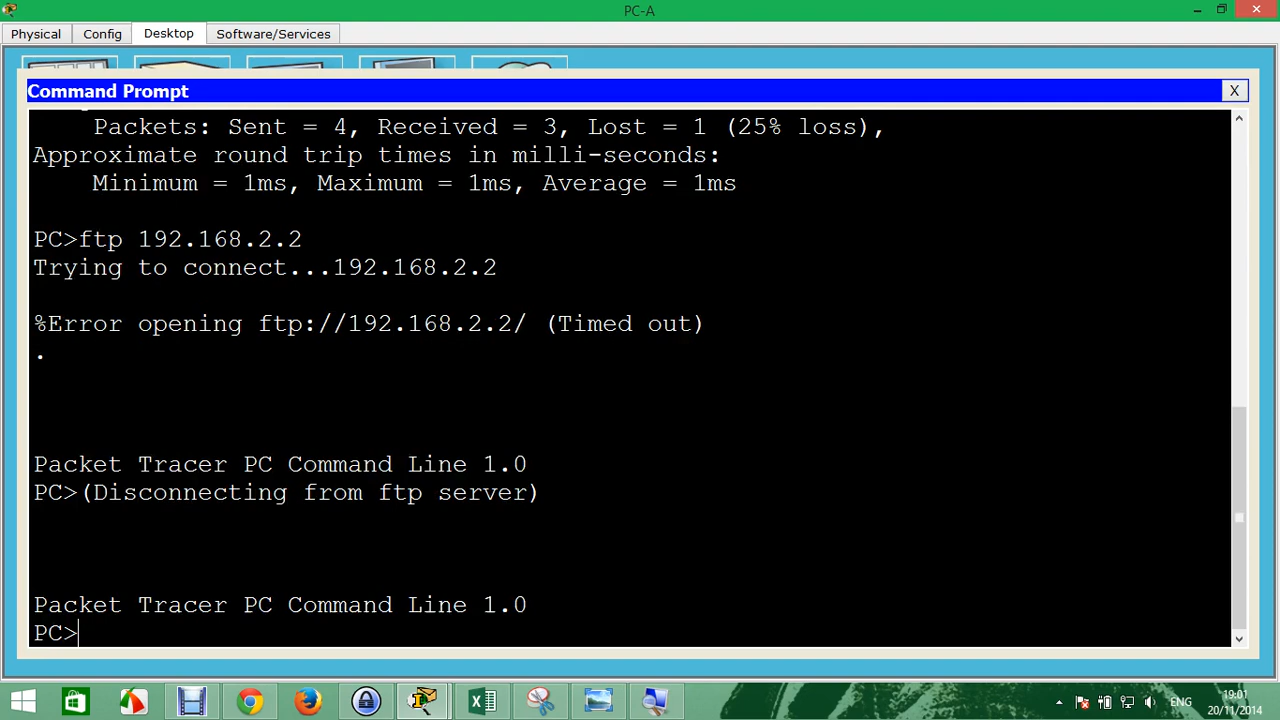 PC-A
Physical
Config
Desktop
Software/Services
Command Prompt
X
Packets: Sent = 4, Received = 3, Lost = 1 (25% loss),
Approximate round trip times in milli-seconds:
Minimum = 1ms, Maximum = 1ms, Average = 1ms
PC>ftp 192.168.2.2
Trying to connect...192.168.2.2
%Error opening ftp://192.168.2.2/ (Timed out)
.
Packet Tracer PC Command Line 1.0
PC>(Disconnecting from ftp server)
Packet Tracer PC Command Line 1.0
PC>
ENG
19:01
20/11/2014